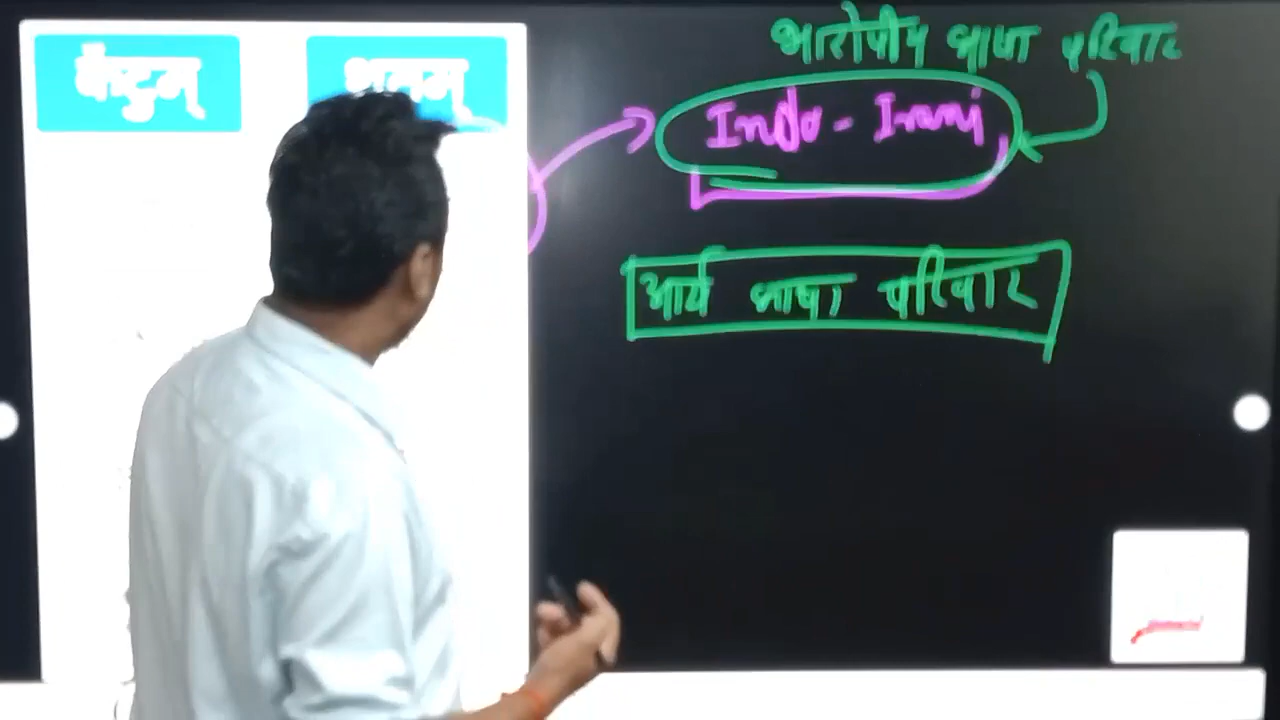 केंटुम्
भारोपीय भाषा परिवार
Indo - Irani
आर्य भाषा परिवार